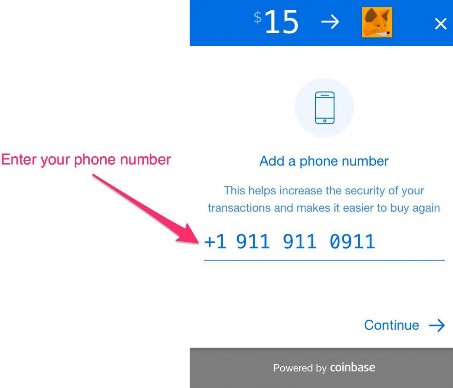 $15 →
Add a phone number
Enter your phone number
This helps increase the security of your
transactions and makes it easier to buy again
+1 911 911 0911
Continue →
Powered by coinbase